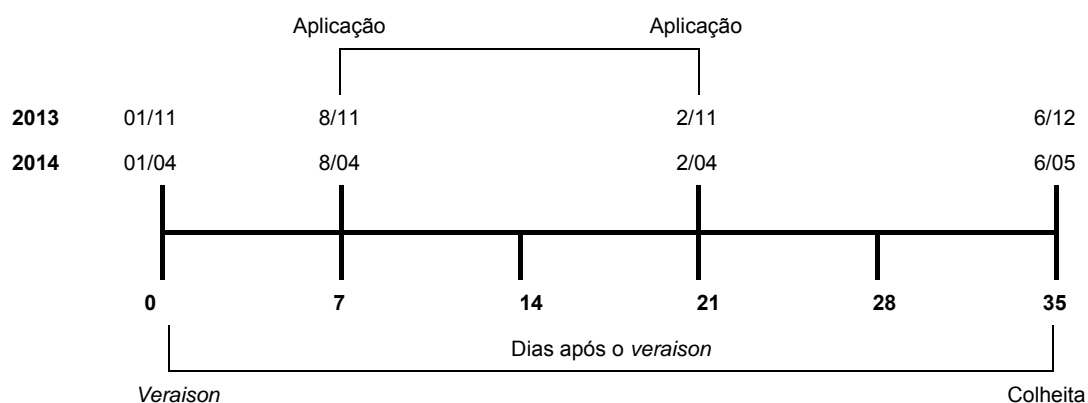 Aplicação Aplicação
2013 01/11 8/11 2/11 6/12
2014 01/04 8/04 2/04 6/05
0 7 14 21 28 35
Dias após o veraison
Veraison Colheita